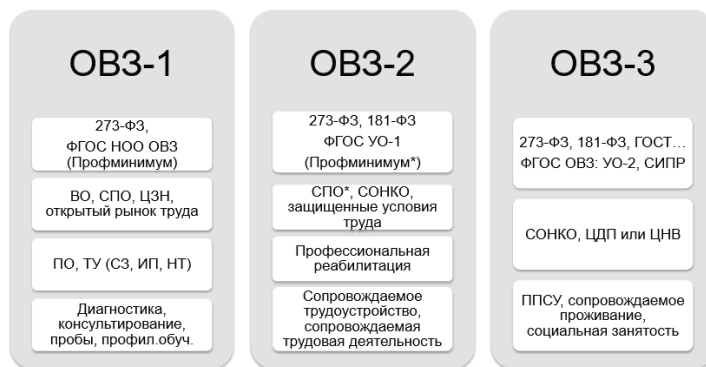 ОВЗ-1
273-ФЗ,
ФГОС НОО ОВЗ
(Профминимум)
ВО, СПО, ЦЗН,
открытый рынок труда
ПО, ТУ (СЗ, ИП, НТ)
Диагностика,
консультирование,
пробы, профил.обуч.
ОВЗ-2
273-ФЗ, 181-ФЗ
ФГОС УО-1
(Профминимум*)
СПО*, СОНКО,
защищенные условия
труда
Профессиональная
реабилитация
Сопровождаемое
трудоустройство,
сопровождаемая
трудовая деятельность
ОВЗ-3
273-ФЗ, 181-ФЗ, ГОСТ…
ФГОС ОВЗ: УО-2, СИПР
СОНКО, ЦДП или ЦНВ
ППСУ, сопровождаемое
проживание,
социальная занятость